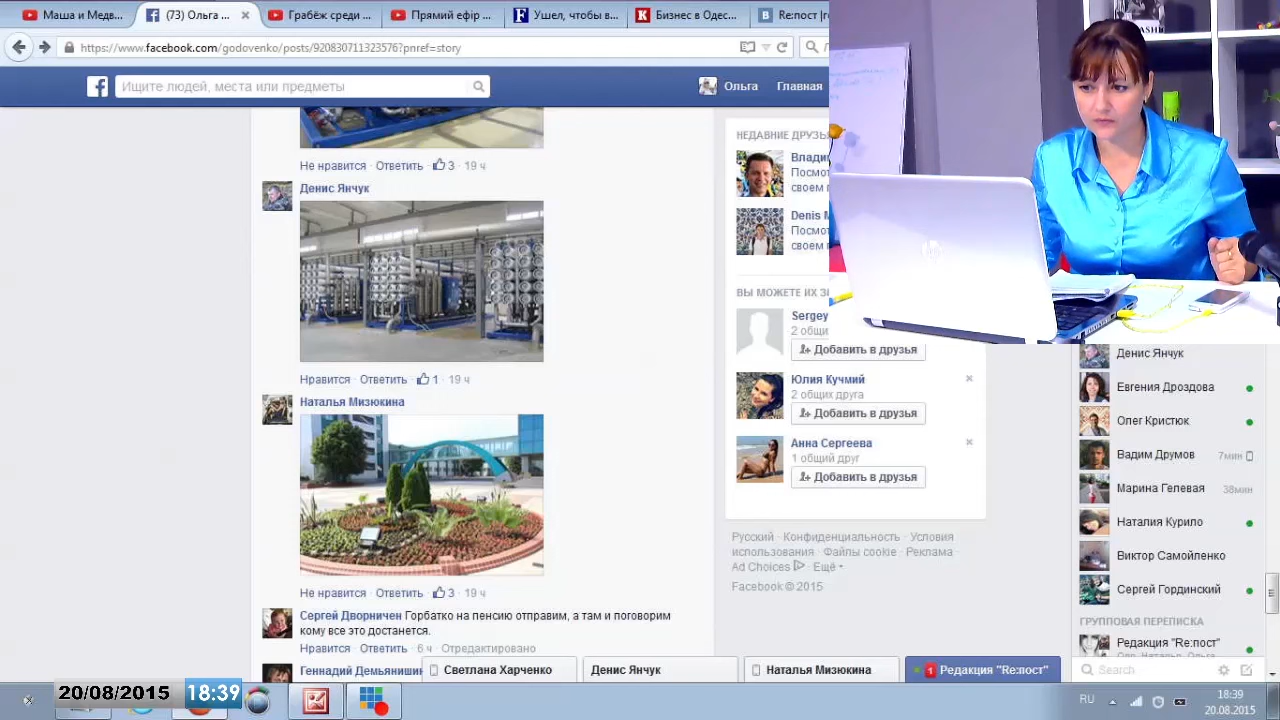 Маша и Медв
(73) Ольга
Грабёж среди
Прямий ефір
Ушел, чтобы в
Бизнес в Одес
Re:пост |
https://www.facebook.com/godovenko/posts/920830711323576?pnref=story
Ищите людей, места или предметы
Ольга
Главная
Не нравится · Ответить · 3 · 19 ч
Денис Янчук
Нравится · Ответить · 1 · 19 ч
Наталья Мизюкина
Не нравится · Ответить · 3 · 19 ч
Сергей Дворничен Горбатко на пенсию отправим, а там и поговорим
кому все это достанется.
Нравится · Ответить · 6 ч · Отредактировано
Геннадий Демьянишин
НЕДАВНИЕ ДРУЗЬЯ
Влади
Посмот
своем п
Denis M
Посмот
своем п
ВЫ МОЖЕТЕ ИХ ЗН
Sergey
2 общи
Добавить в друзья
Юлия Кучмий
2 общих друга
Добавить в друзья
Анна Сергеева
1 общий друг
Добавить в друзья
Русский · Конфиденциальность · Условия
использования · Файлы cookie · Реклама ·
Ad Choices · Ещё
Facebook © 2015
Денис Янчук
Евгения Дроздова
Олег Кристюк
Вадим Друмов 7мин
Марина Гелевая 38мин
Наталия Курило
Виктор Самойленко
Сергей Гординский
ГРУППОВАЯ ПЕРЕПИСКА
Редакция "Re:пост"
Search
Светлана Харченко
Денис Янчук
Наталья Мизюкина
1 Редакция "Re:пост"
20/08/2015 18:39
RU
18:39
20.08.2015